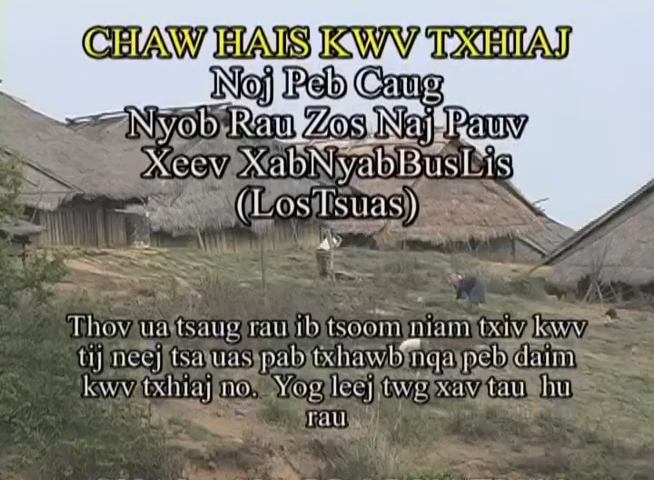 CHAW HAIS KWV TXHIAJ
Noj Peb Caug
Nyob Rau Zos Naj Pauv
Xeev XabNyabBusLis
(LosTsuas)
Thov ua tsaug rau ib tsoom niam txiv kwv
tij neej tsa uas pab txhawb nqa peb daim
kwv txhiaj no. Yog leej twg xav tau hu
rau